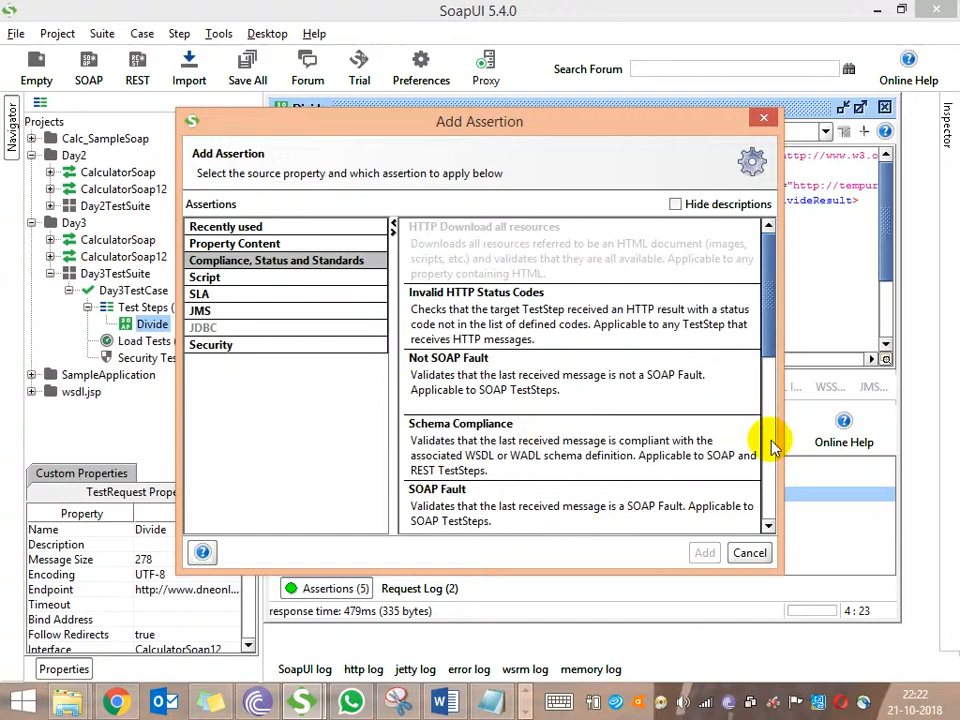 SoapUI 5.4.0
File Project Suite Case Step Tools Desktop Help
Empty SOAP REST Import Save All Forum Trial Preferences Proxy Search Forum Online Help
Navigator
Inspector
Projects
Calc_SampleSoap
Day2
CalculatorSoap
CalculatorSoap12
Day2TestSuite
Day3
CalculatorSoap
CalculatorSoap12
Day3TestSuite
Day3TestCase
Test Steps (
Divide
Load Tests (
Security Te
SampleApplication
wsdl.jsp
Custom Properties
TestRequest Prope
Property
Name Divide
Description
Message Size 278
Encoding UTF-8
Endpoint http://www.dneonl...
Timeout
Bind Address
Follow Redirects true
Interface CalculatorSoap12
Properties
Add Assertion
Add Assertion
Select the source property and which assertion to apply below
Assertions
Hide descriptions
Recently used
Property Content
Compliance, Status and Standards
Script
SLA
JMS
JDBC
Security
HTTP Download all resources
Downloads all resources referred to be an HTML document (images,
scripts, etc.) and validates that they are all available. Applicable to any
property containing HTML.
Invalid HTTP Status Codes
Checks that the target TestStep received an HTTP result with a status
code not in the list of defined codes. Applicable to any TestStep that
receives HTTP messages.
Not SOAP Fault
Validates that the last received message is not a SOAP Fault.
Applicable to SOAP TestSteps.
Schema Compliance
Validates that the last received message is compliant with the
associated WSDL or WADL schema definition. Applicable to SOAP and
REST TestSteps.
SOAP Fault
Validates that the last received message is a SOAP Fault. Applicable to
SOAP TestSteps.
Add Cancel
http://www.w3.o
="http://tempur
ivideResult>
WSS... JMS...
Online Help
Assertions (5) Request Log (2)
response time: 479ms (335 bytes) 4 : 23
SoapUI log http log jetty log error log wsrm log memory log
22:22
21-10-2018